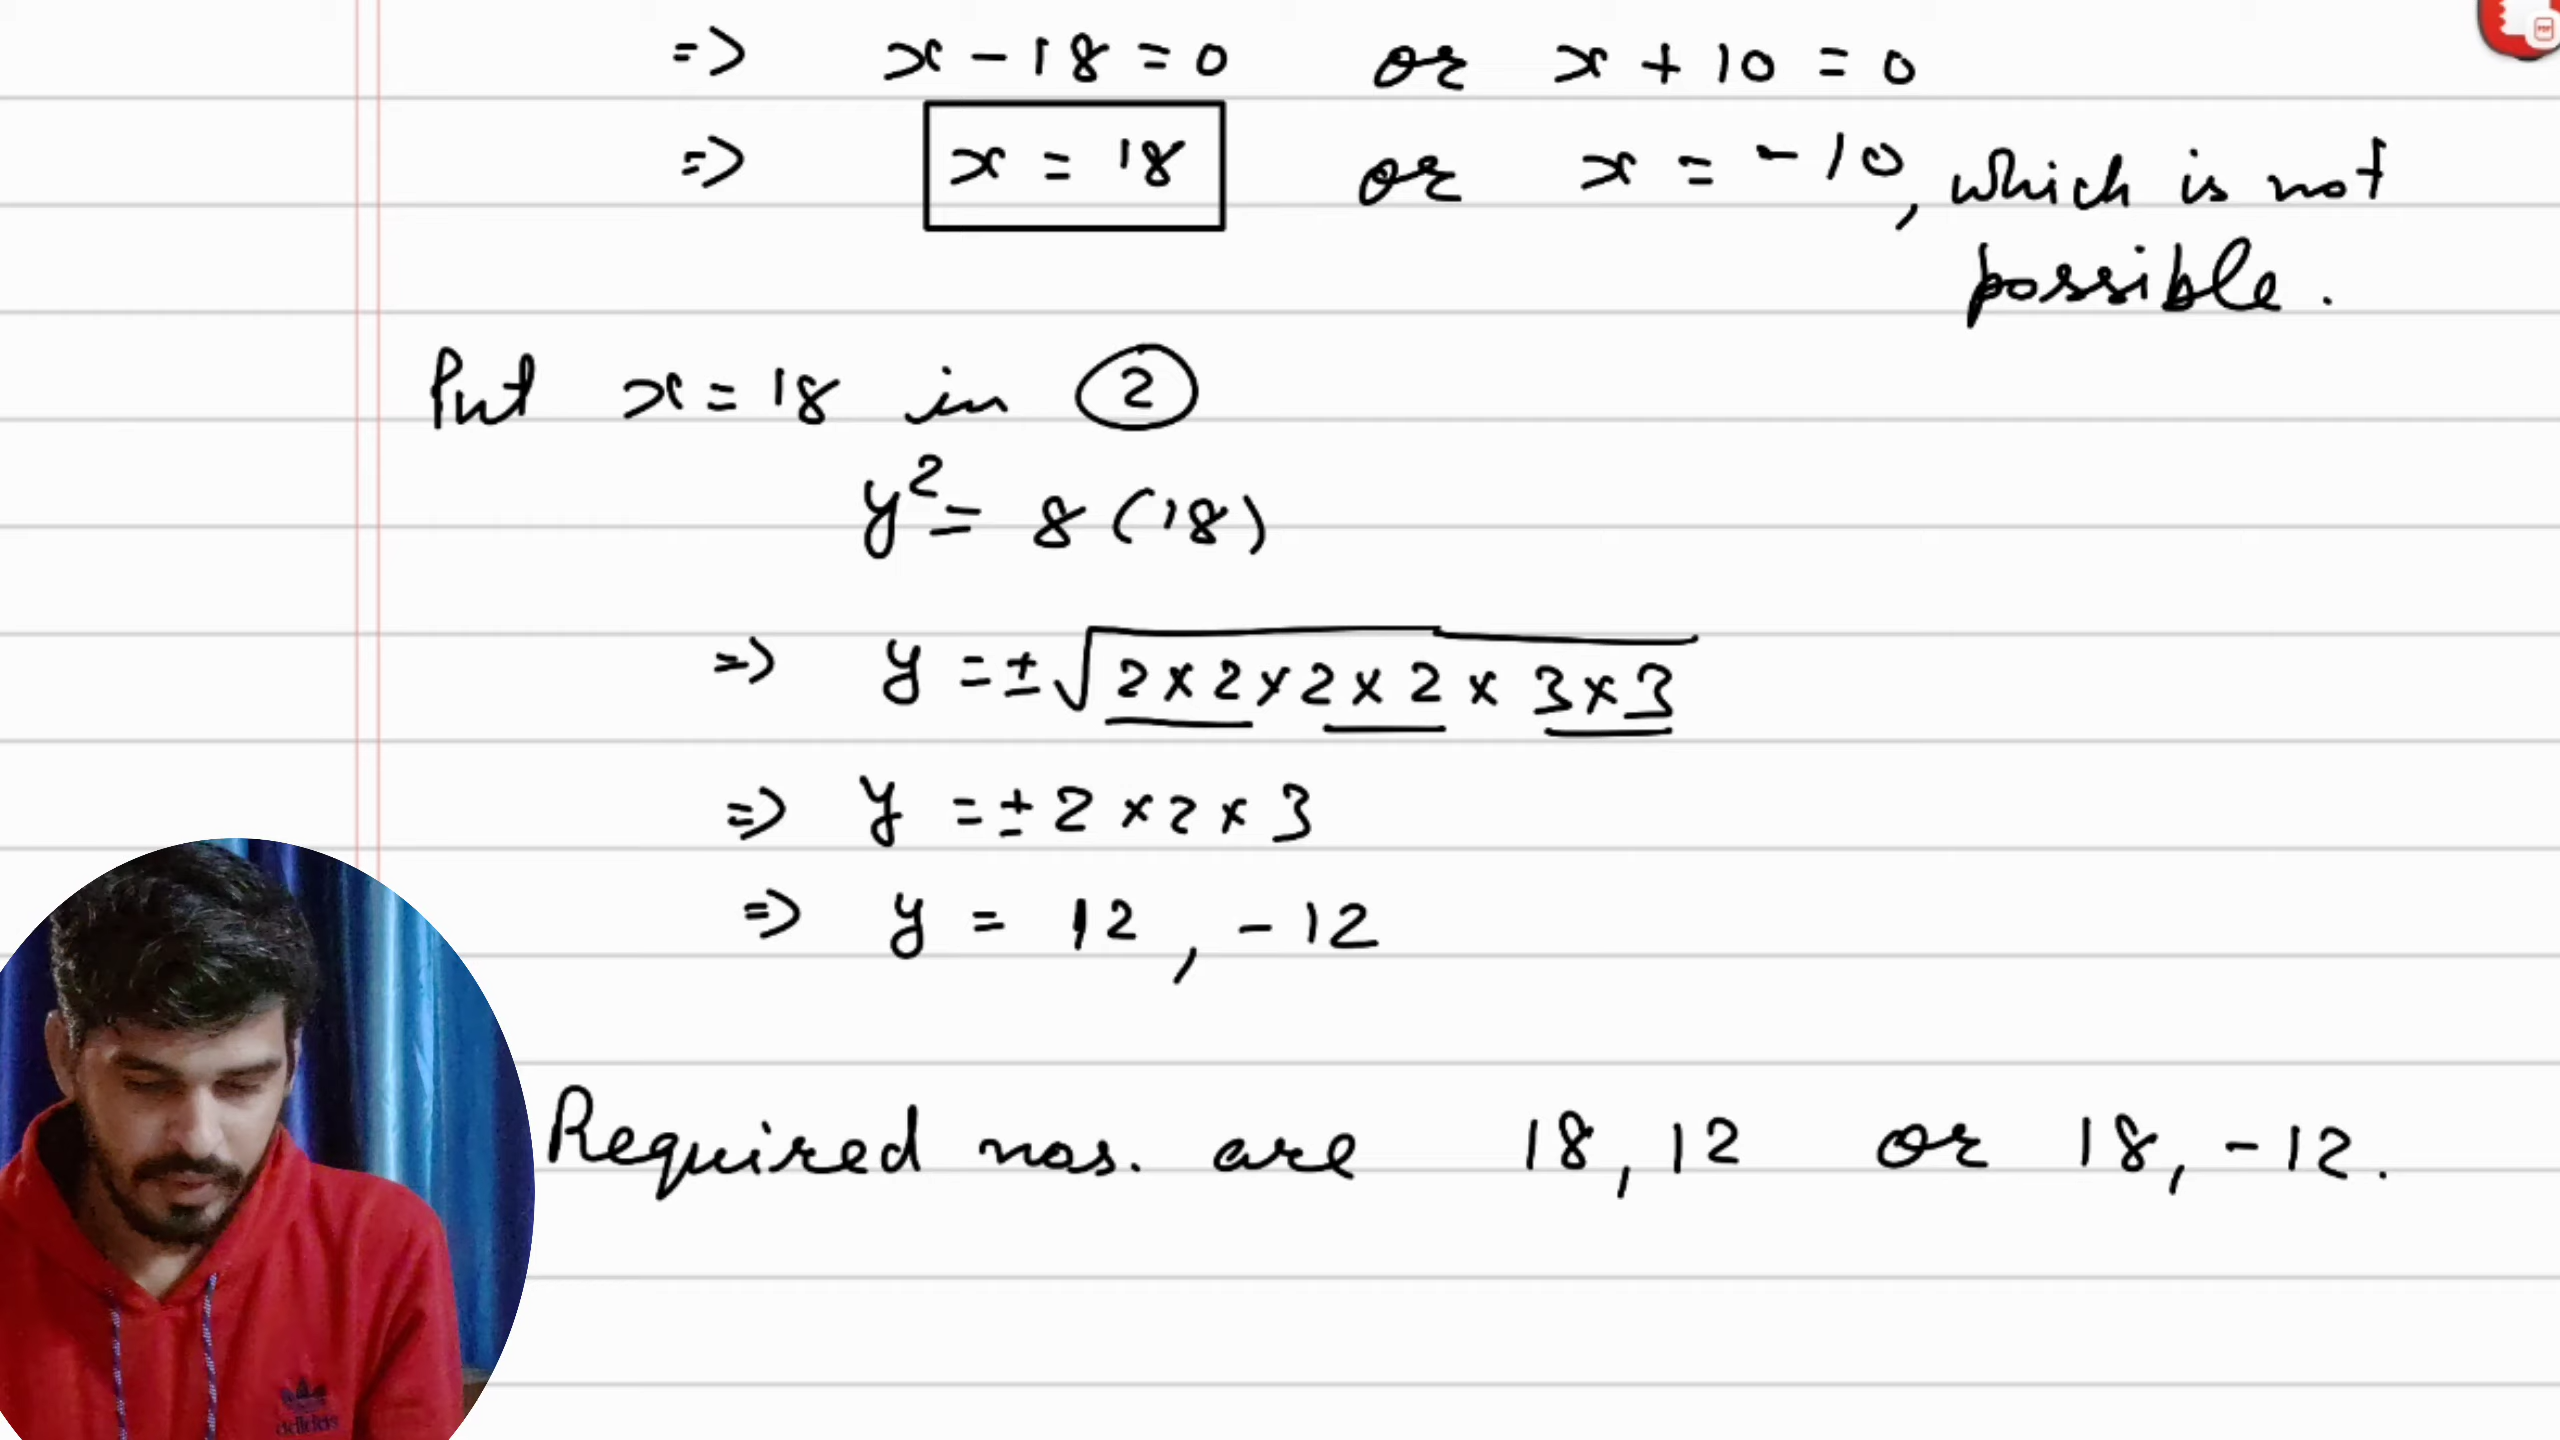 => x - 18 = 0 or x + 10 = 0
=> x = 18 or x = -10, which is not
possible.
Put x = 18 in ②
y² = 8 (18)
=> y = ± √2 × 2 × 2 × 2 × 3 × 3
=> y = ± 2 × 2 × 3
=> y = 12, -12
Required nos. are 18, 12 or 18, -12.
adidas
PDF